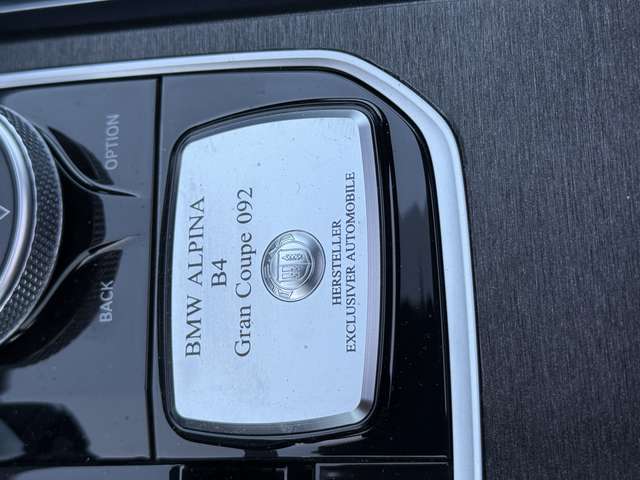 BMW ALPINA
B4
Gran Coupe 092
HERSTELLER
EXCLUSIVER AUTOMOBILE
OPTION
BACK